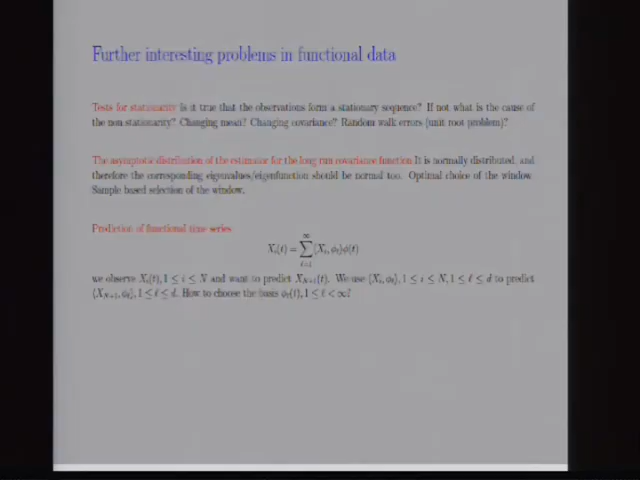 Further interesting problems in functional data
Tests for stationarity Is it true that the observations form a stationary sequence? If not what is the cause of
the non stationarity? Changing mean? Changing covariance? Random walk errors (unit root problem)?
The asymptotic distribution of the estimator for the long run covariance function It is normally distributed, and
therefore the corresponding eigenvalues/eigenfunction should be normal too. Optimal choice of the window.
Sample based selection of the window.
Prediction of functional time series
X_i(t) = ∑_{ℓ=1}^{∞} ⟨X_i, ϕ_ℓ⟩ϕ(t)
we observe X_i(t), 1 ≤ i ≤ N and want to predict X_{N+1}(t). We use ⟨X_i, ϕ_ℓ⟩, 1 ≤ i ≤ N, 1 ≤ ℓ ≤ d to predict
⟨X_{N+1}, ϕ_ℓ⟩, 1 ≤ ℓ ≤ d. How to choose the basis ϕ_ℓ(t), 1 ≤ ℓ < ∞?